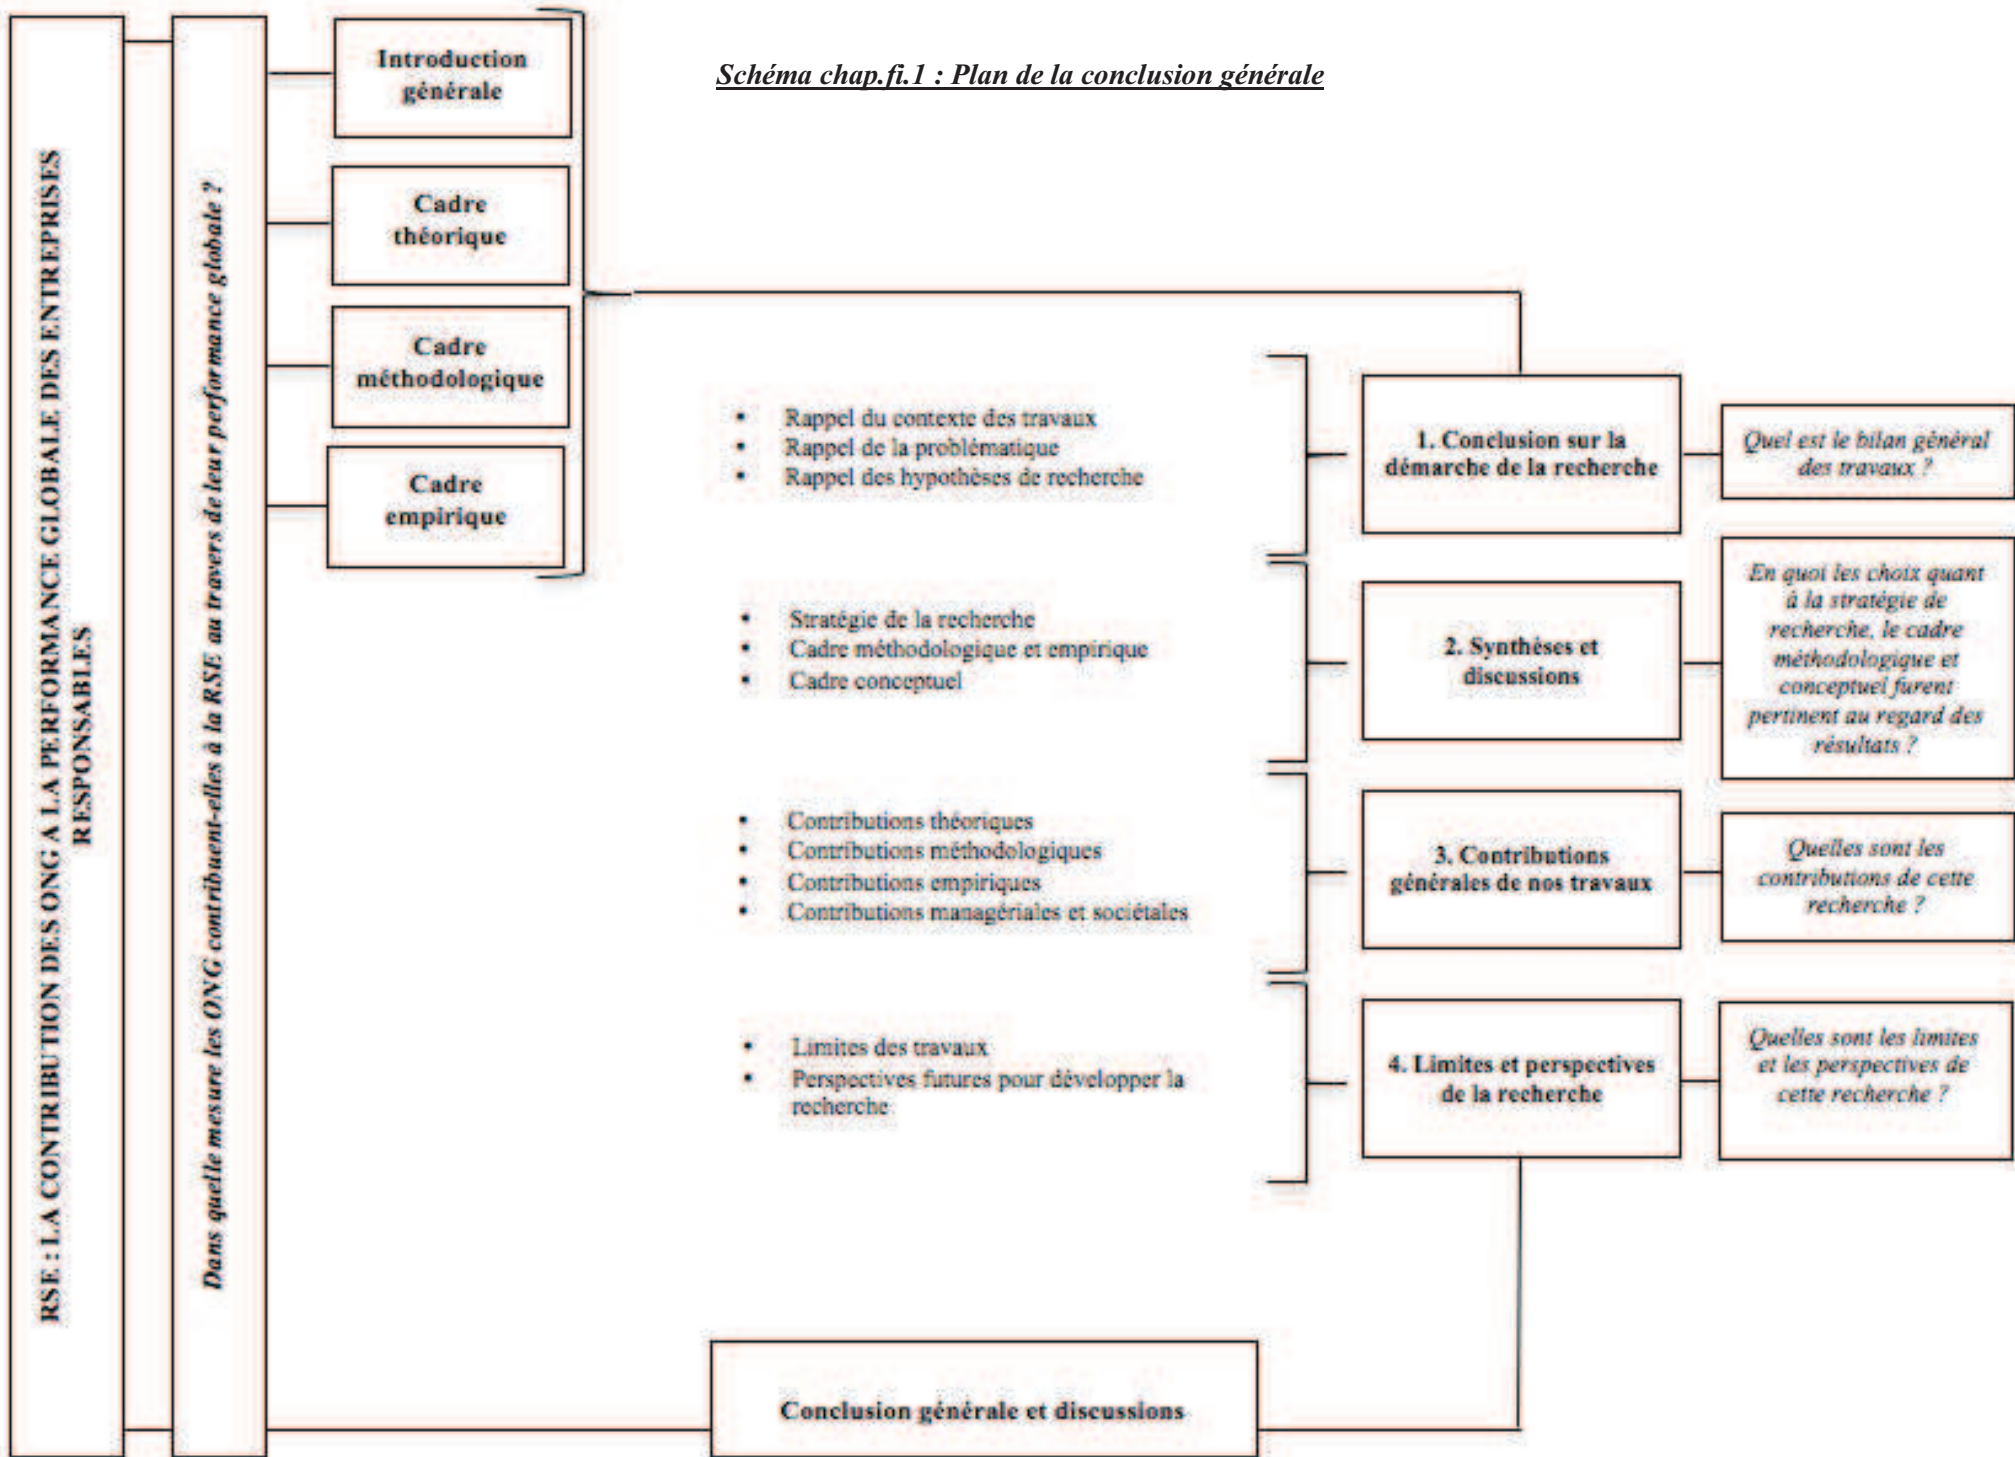 Schéma chap.fi.1 : Plan de la conclusion générale
RSE : LA CONTRIBUTION DES ONG A LA PERFORMANCE GLOBALE DES ENTREPRISES
RESPONSABLES
Dans quelle mesure les ONG contribuent-elles à la RSE au travers de leur performance globale ?
Introduction
générale
Cadre
théorique
Cadre
méthodologique
Cadre
empirique
▪ Rappel du contexte des travaux
▪ Rappel de la problématique
▪ Rappel des hypothèses de recherche
1. Conclusion sur la
démarche de la recherche
Quel est le bilan général
des travaux ?
▪ Stratégie de la recherche
▪ Cadre méthodologique et empirique
▪ Cadre conceptuel
2. Synthèses et
discussions
En quoi les choix quant
à la stratégie de
recherche, le cadre
méthodologique et
conceptuel furent
pertinent au regard des
résultats ?
▪ Contributions théoriques
▪ Contributions méthodologiques
▪ Contributions empiriques
▪ Contributions managériales et sociétales
3. Contributions
générales de nos travaux
Quelles sont les
contributions de cette
recherche ?
▪ Limites des travaux
▪ Perspectives futures pour développer la
recherche
4. Limites et perspectives
de la recherche
Quelles sont les limites
et les perspectives de
cette recherche ?
Conclusion générale et discussions